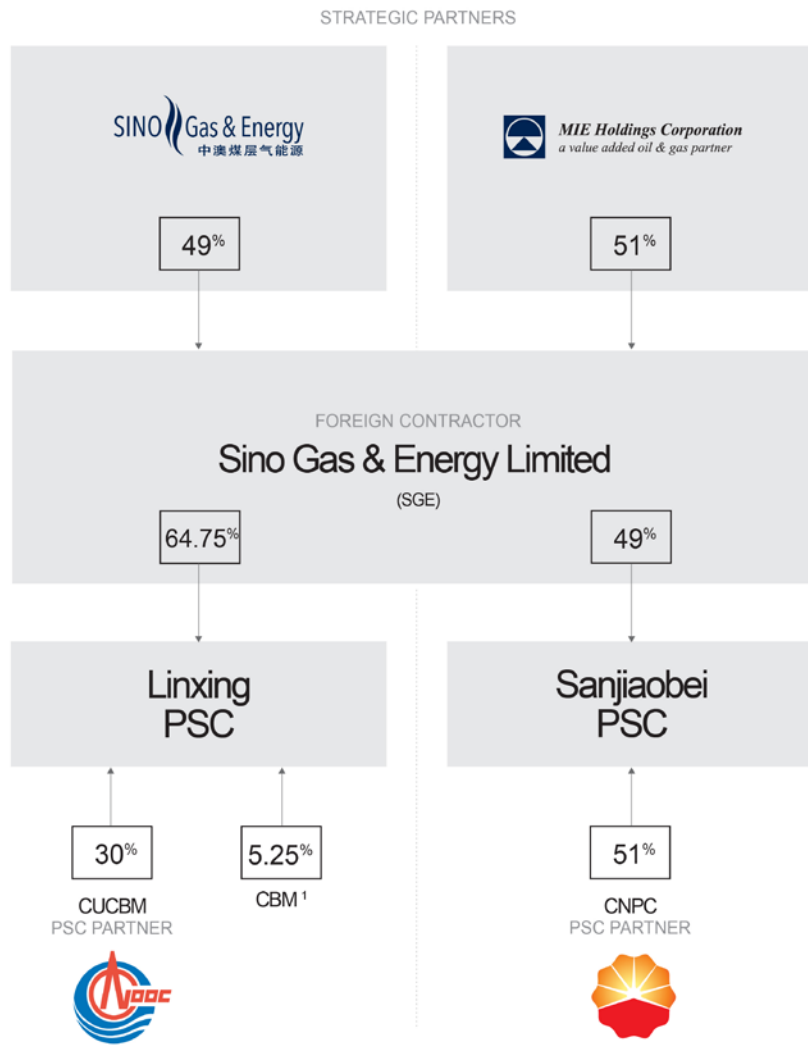 STRATEGIC PARTNERS
SINO Gas & Energy
中澳煤层气能源
MIE Holdings Corporation
a value added oil & gas partner
49%
51%
FOREIGN CONTRACTOR
Sino Gas & Energy Limited
(SGE)
64.75%
49%
Linxing
PSC
Sanjiaobei
PSC
30%
5.25%
51%
CUCBM
PSC PARTNER
CBM ¹
CNPC
PSC PARTNER
CNOOC